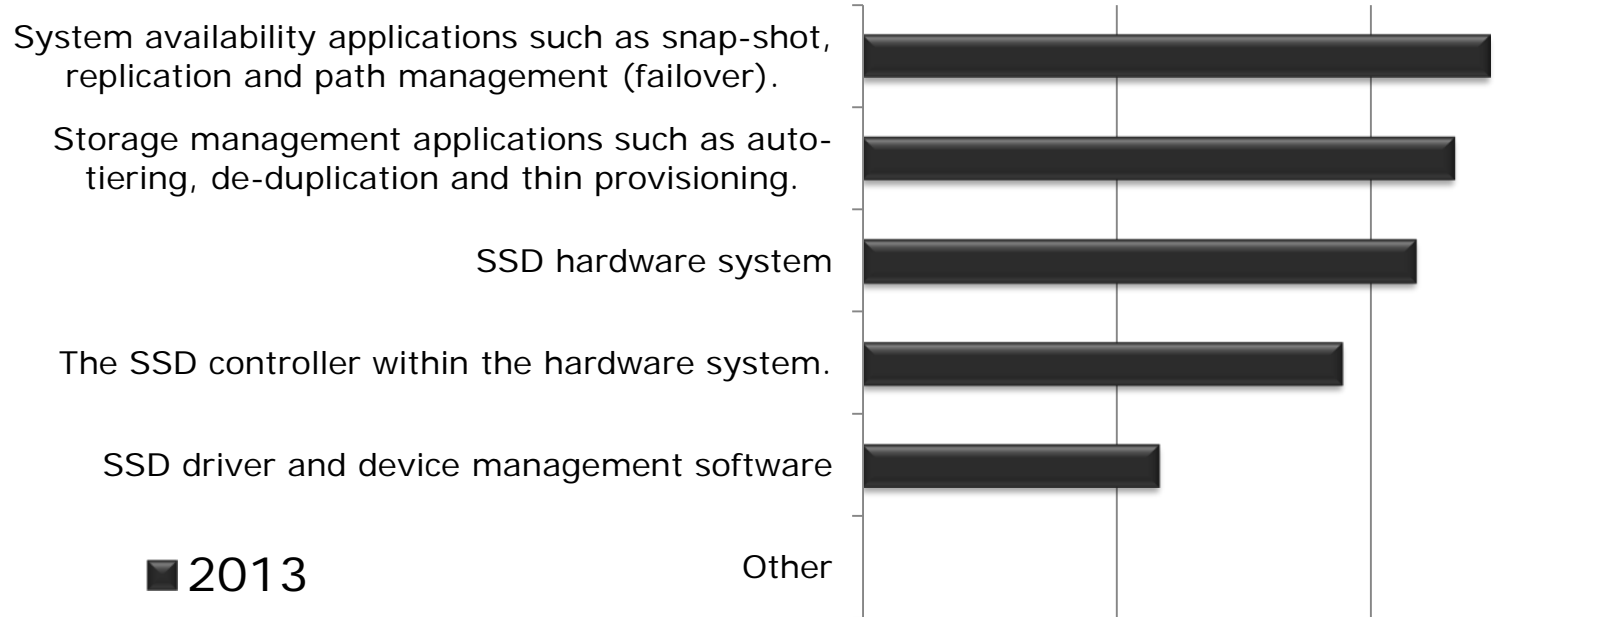 System availability applications such as snap-shot,
replication and path management (failover).
Storage management applications such as auto-
tiering, de-duplication and thin provisioning.
SSD hardware system
The SSD controller within the hardware system.
SSD driver and device management software
Other
2013